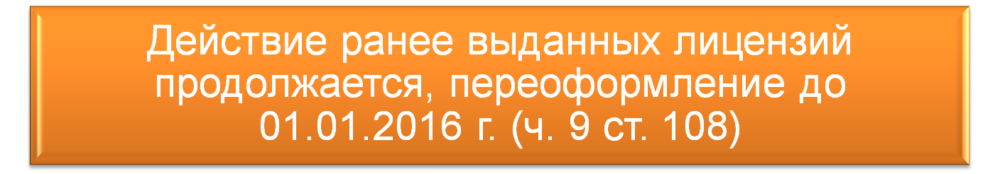 Действие ранее выданных лицензий
продолжается, переоформление до
01.01.2016 г. (ч. 9 ст. 108)